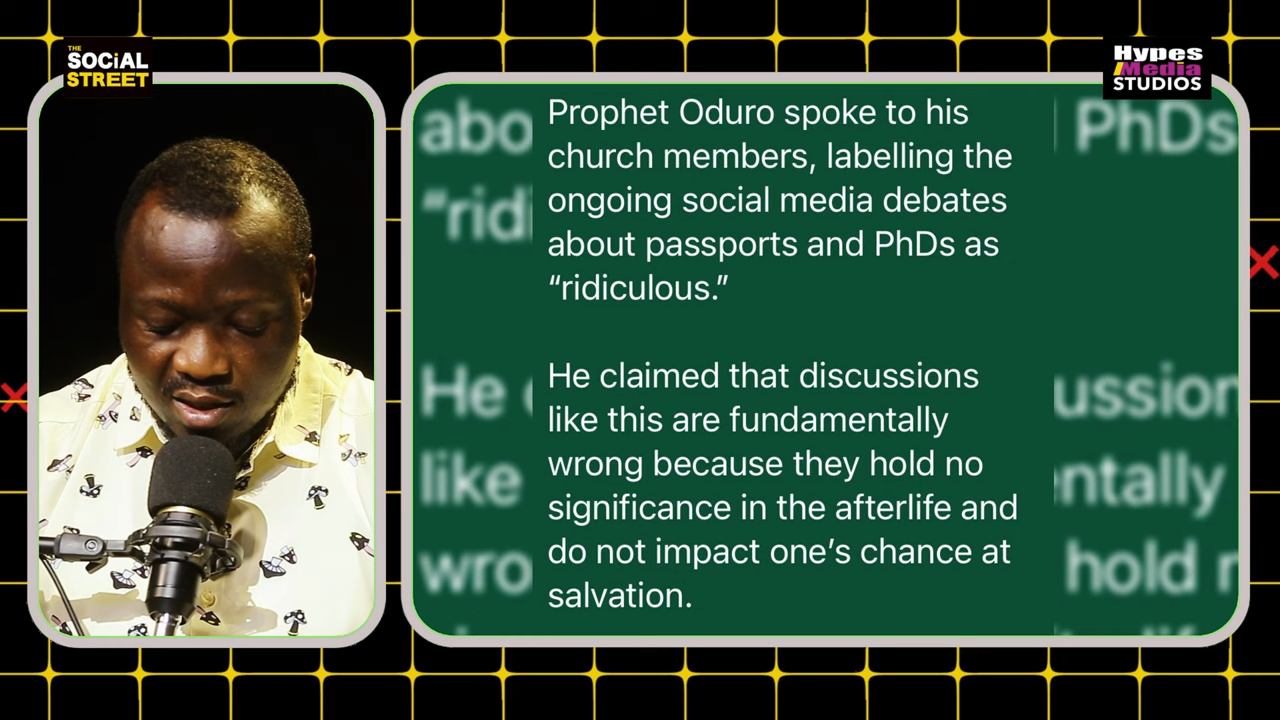 THE
SOCiAL
STREET
Hypes
Media
STUDIOS
Prophet Oduro spoke to his
church members, labelling the
ongoing social media debates
about passports and PhDs as
“ridiculous.”
He claimed that discussions
like this are fundamentally
wrong because they hold no
significance in the afterlife and
do not impact one’s chance at
salvation.